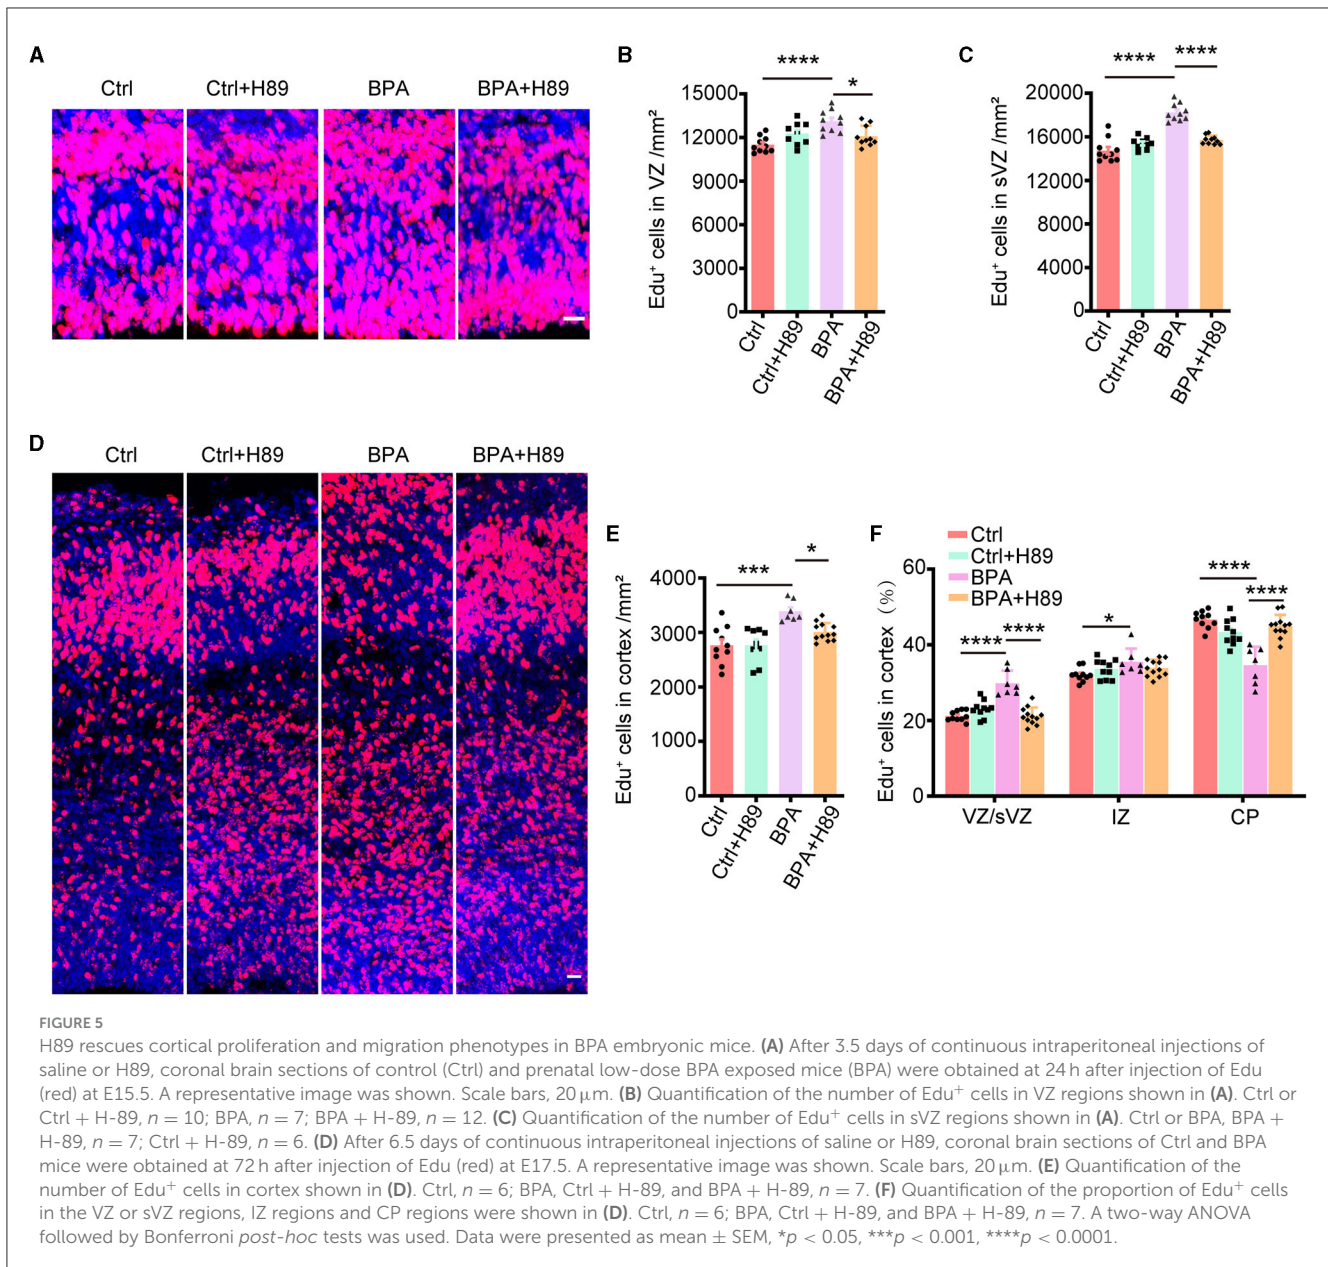 A
Ctrl Ctrl+H89 BPA BPA+H89
B
**** *
Edu⁺ cells in VZ /mm²
15000
12000
9000
6000
3000
0
Ctrl Ctrl+H89 BPA BPA+H89
C
**** ****
Edu⁺ cells in sVZ /mm²
20000
16000
12000
8000
4000
0
Ctrl Ctrl+H89 BPA BPA+H89
D
Ctrl Ctrl+H89 BPA BPA+H89
E
*** *
Edu⁺ cells in cortex /mm²
4000
3000
2000
1000
0
Ctrl Ctrl+H89 BPA BPA+H89
F
Ctrl
Ctrl+H89
BPA
BPA+H89
Edu⁺ cells in cortex (%)
60
40
20
0
**** ****
*
**** ****
VZ/sVZ IZ CP
FIGURE 5
H89 rescues cortical proliferation and migration phenotypes in BPA embryonic mice. (A) After 3.5 days of continuous intraperitoneal injections of
saline or H89, coronal brain sections of control (Ctrl) and prenatal low-dose BPA exposed mice (BPA) were obtained at 24 h after injection of Edu
(red) at E15.5. A representative image was shown. Scale bars, 20 μm. (B) Quantification of the number of Edu⁺ cells in VZ regions shown in (A). Ctrl or
Ctrl + H-89, n = 10; BPA, n = 7; BPA + H-89, n = 12. (C) Quantification of the number of Edu⁺ cells in sVZ regions shown in (A). Ctrl or BPA, BPA +
H-89, n = 7; Ctrl + H-89, n = 6. (D) After 6.5 days of continuous intraperitoneal injections of saline or H89, coronal brain sections of Ctrl and BPA
mice were obtained at 72 h after injection of Edu (red) at E17.5. A representative image was shown. Scale bars, 20 μm. (E) Quantification of the
number of Edu⁺ cells in cortex shown in (D). Ctrl, n = 6; BPA, Ctrl + H-89, and BPA + H-89, n = 7. (F) Quantification of the proportion of Edu⁺ cells
in the VZ or sVZ regions, IZ regions and CP regions were shown in (D). Ctrl, n = 6; BPA, Ctrl + H-89, and BPA + H-89, n = 7. A two-way ANOVA
followed by Bonferroni post-hoc tests was used. Data were presented as mean ± SEM, *p < 0.05, ***p < 0.001, ****p < 0.0001.